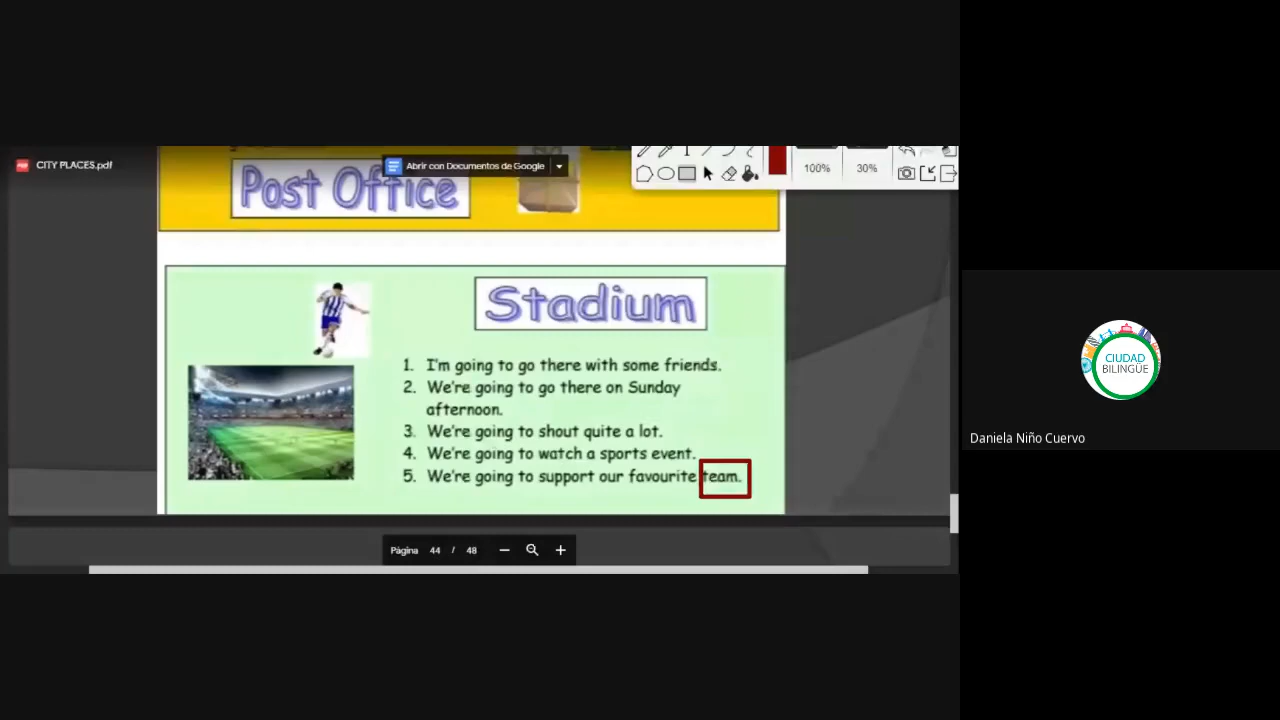 CITY PLACES.pdf
Abrir con Documentos de Google
100%
30%
Post Office
Stadium
1. I'm going to go there with some friends.
2. We're going to go there on Sunday
afternoon.
3. We're going to shout quite a lot.
4. We're going to watch a sports event.
5. We're going to support our favourite team.
CIUDAD
BILINGÜE
Daniela Niño Cuervo
Página 44 / 48